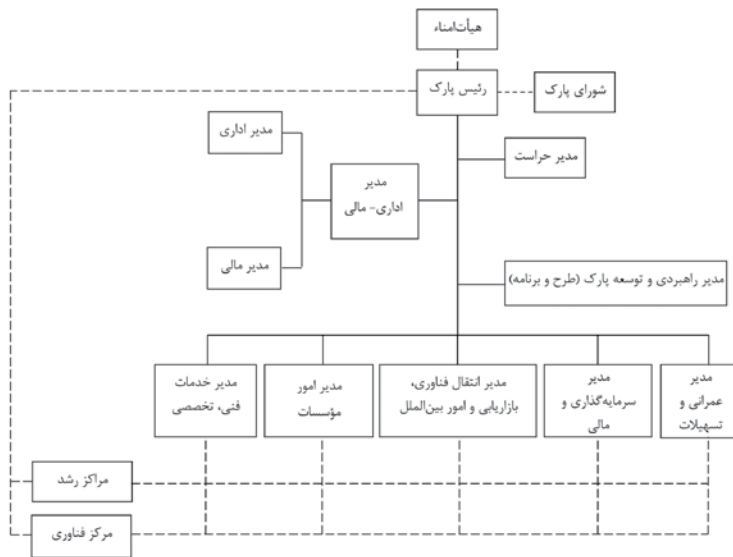 هیأت‌امناء
رئیس پارک
شورای پارک
مدیر اداری
مدیر حراست
مدیر
اداری- مالی
مدیر مالی
مدیر راهبردی و توسعه پارک (طرح و برنامه)
مدیر
عمرانی و
تسهیلات
مدیر
سرمایه‌گذاری و
مالی
مدیر انتقال فناوری،
بازاریابی و امور بین‌الملل
مدیر امور
مؤسسات
مدیر خدمات
فنی، تخصصی
مراکز رشد
مرکز فناوری